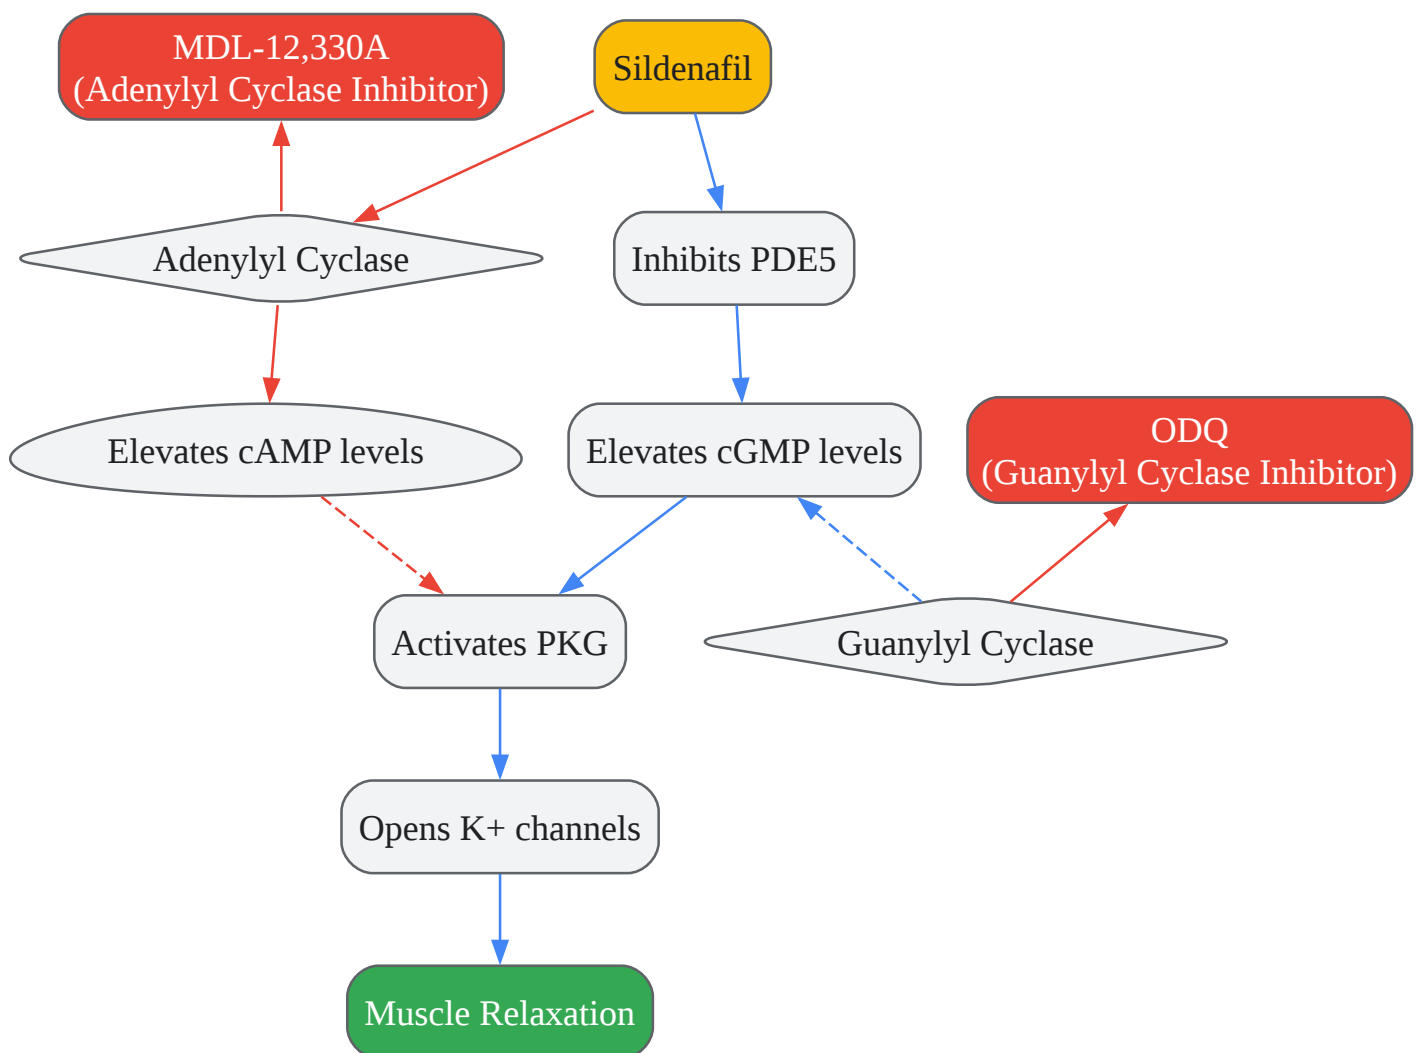 MDL-12,330A
(Adenylyl Cyclase Inhibitor)
Sildenafil
Adenylyl Cyclase
Inhibits PDE5
Elevates cAMP levels
Elevates cGMP levels
ODQ
(Guanylyl Cyclase Inhibitor)
Activates PKG
Guanylyl Cyclase
Opens K+ channels
Muscle Relaxation